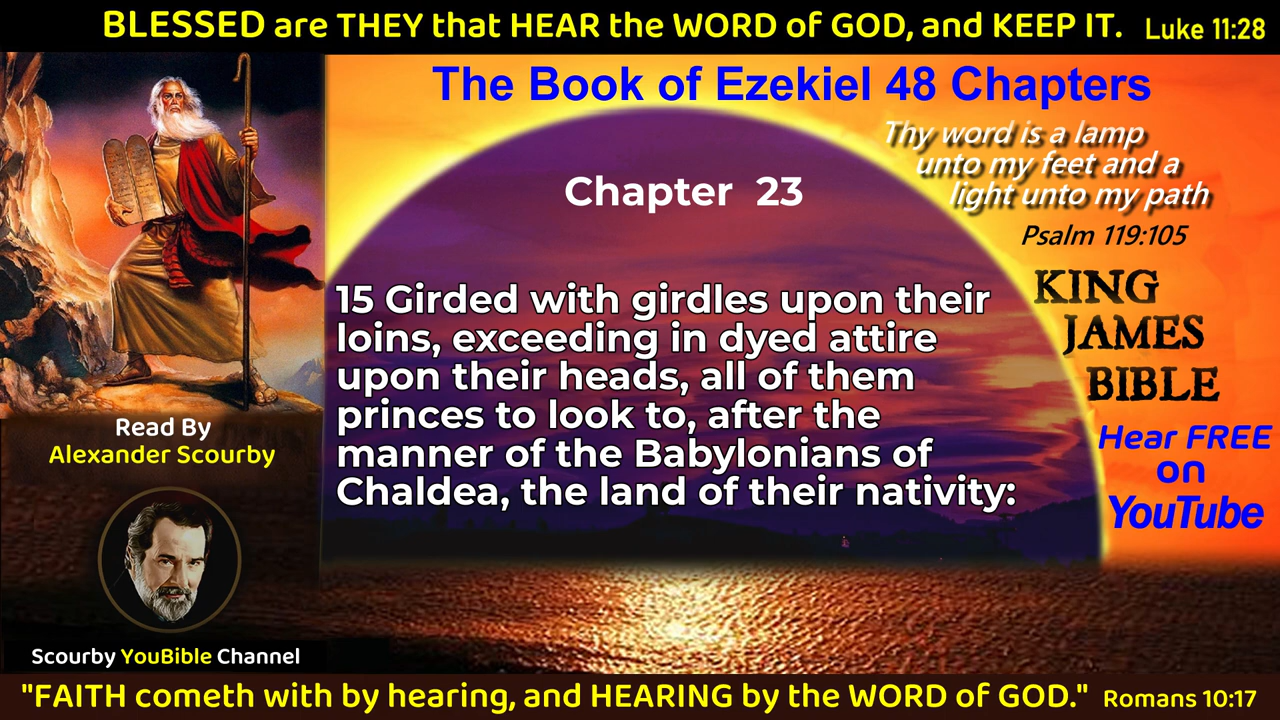 BLESSED are THEY that HEAR the WORD of GOD, and KEEP IT. Luke 11:28
The Book of Ezekiel 48 Chapters
Thy word is a lamp
unto my feet and a
light unto my path
Psalm 119:105
Chapter 23
KING
JAMES
BIBLE
15 Girded with girdles upon their
loins, exceeding in dyed attire
upon their heads, all of them
princes to look to, after the
manner of the Babylonians of
Chaldea, the land of their nativity:
Hear FREE
on
YouTube
Read By
Alexander Scourby
Scourby YouBible Channel
"FAITH cometh with by hearing, and HEARING by the WORD of GOD." Romans 10:17